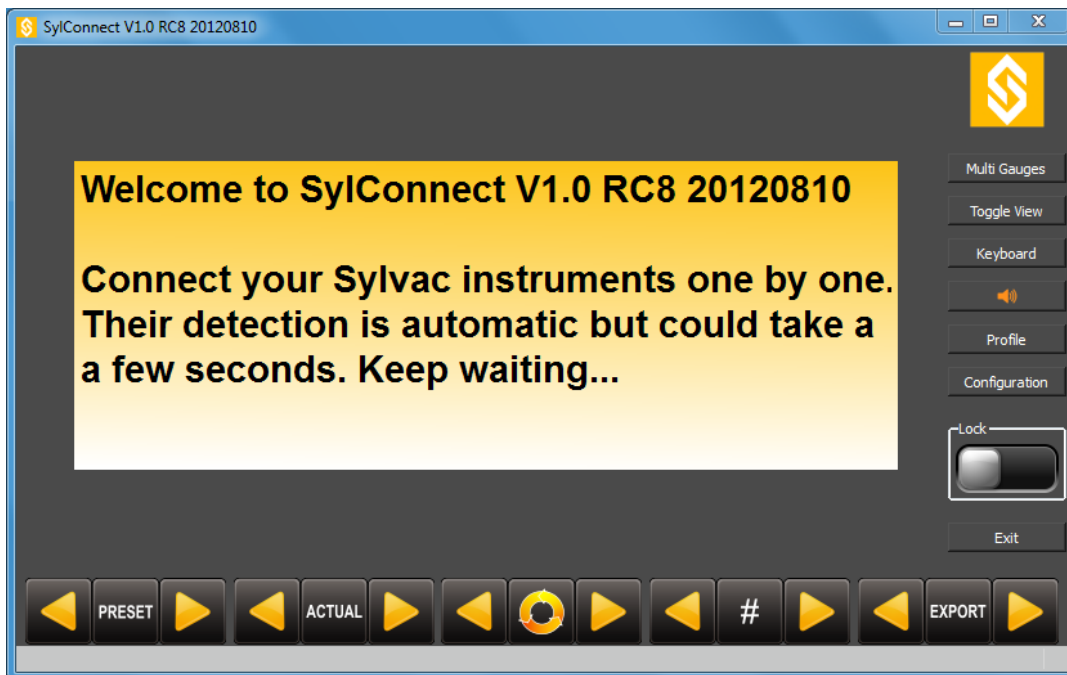 SylConnect V1.0 RC8 20120810
Welcome to SylConnect V1.0 RC8 20120810
Connect your Sylvac instruments one by one.
Their detection is automatic but could take a
a few seconds. Keep waiting...
Multi Gauges
Toggle View
Keyboard
Profile
Configuration
Lock
Exit
PRESET ACTUAL # EXPORT